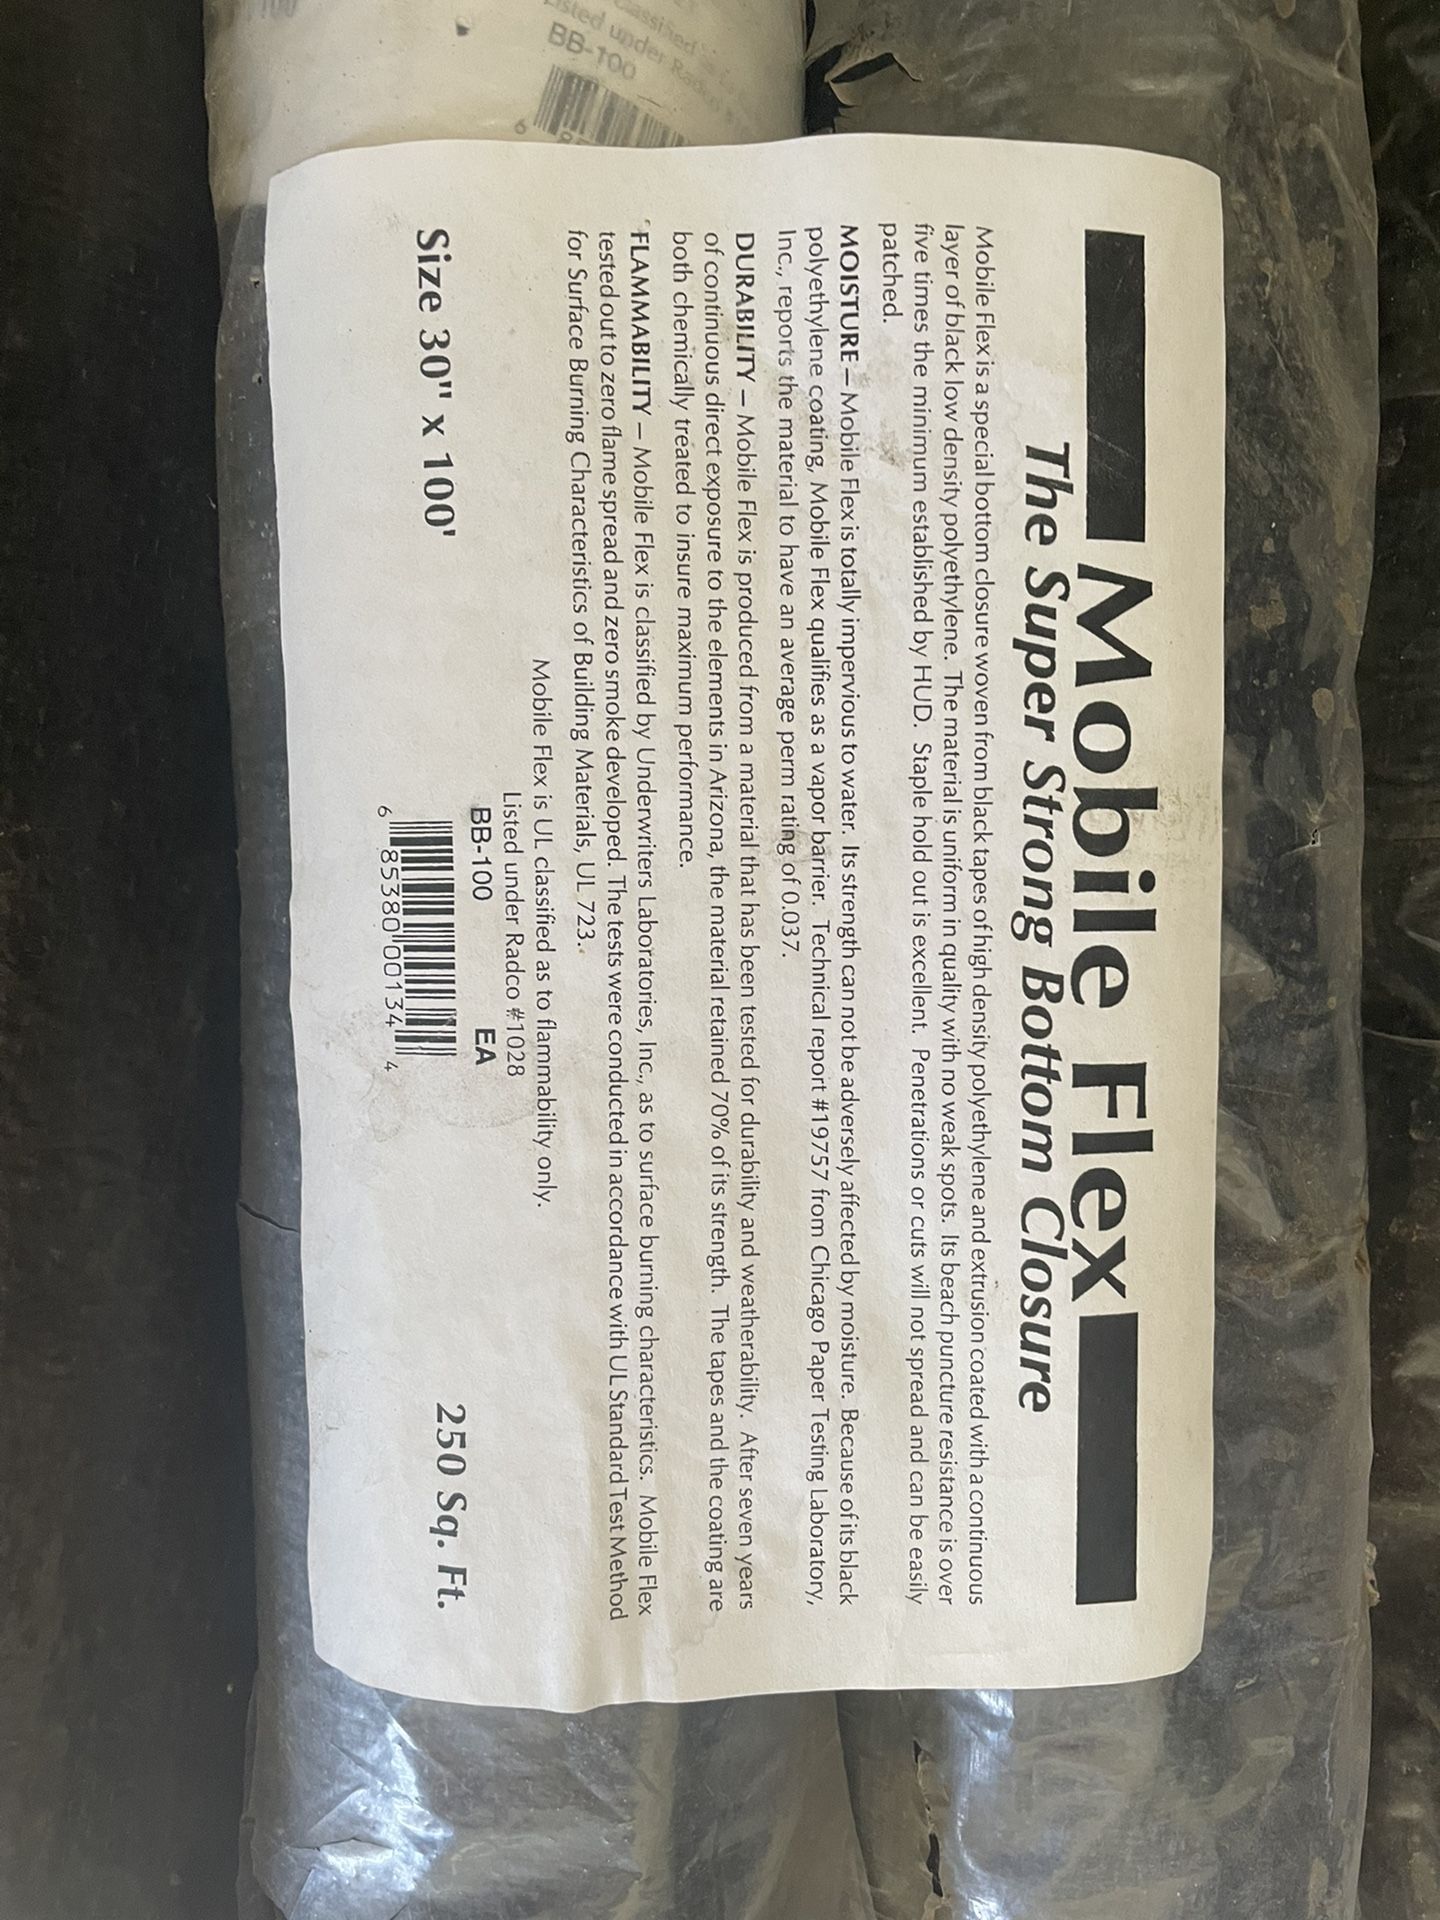 Mobile Flex
The Super Strong Bottom Closure
Mobile Flex is a special bottom closure woven from black tapes of high density polyethylene and extrusion coated with a continuous
layer of black low density polyethylene. The material is uniform in quality with no weak spots. Its beach puncture resistance is over
five times the minimum established by HUD. Staple hold out is excellent. Penetrations or cuts will not spread and can be easily
patched.
MOISTURE – Mobile Flex is totally impervious to water. Its strength can not be adversely affected by moisture. Because of its black
polyethylene coating, Mobile Flex qualifies as a vapor barrier. Technical report #19757 from Chicago Paper Testing Laboratory,
Inc., reports the material to have an average perm rating of 0.037.
DURABILITY – Mobile Flex is produced from a material that has been tested for durability and weatherability. After seven years
of continuous direct exposure to the elements in Arizona, the material retained 70% of its strength. The tapes and the coating are
both chemically treated to insure maximum performance.
FLAMMABILITY – Mobile Flex is classified by Underwriters Laboratories, Inc., as to surface burning characteristics. Mobile Flex
tested out to zero flame spread and zero smoke developed. The tests were conducted in accordance with UL Standard Test Method
for Surface Burning Characteristics of Building Materials, UL 723.
Mobile Flex is UL classified as to flammability only.
Listed under Radco #1028
BB-100 EA
6 85380 00134 4
Size 30" x 100'
250 Sq. Ft.
Classified
Listed under Radco
BB-100
6